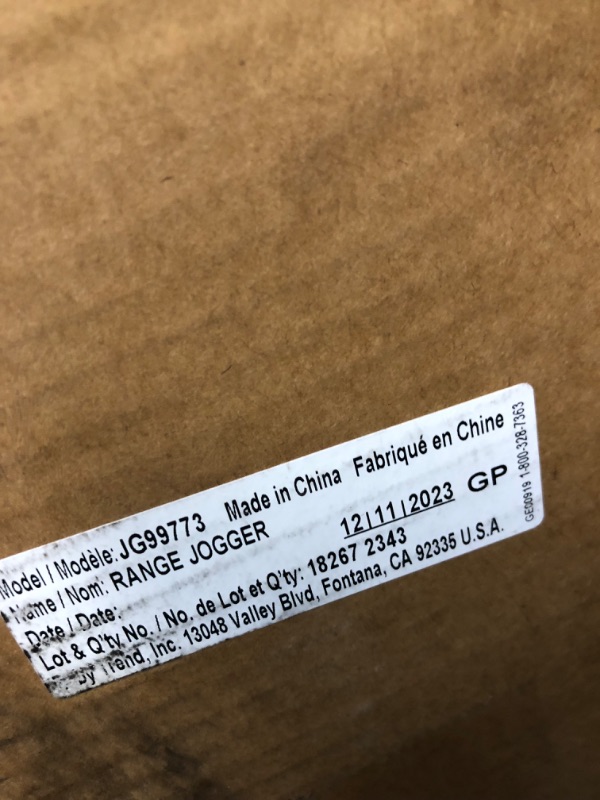 Model / Modèle: JG99773 Made in China Fabriqué en Chine
Name / Nom: RANGE JOGGER
Date / Date: 12|11|2023 GP
Lot & Q'ty No. / No. de Lot et Q'ty: 18267 2343
Trend, Inc. 13048 Valley Blvd, Fontana, CA 92335 U.S.A.
GE00919 1-800-328-7363